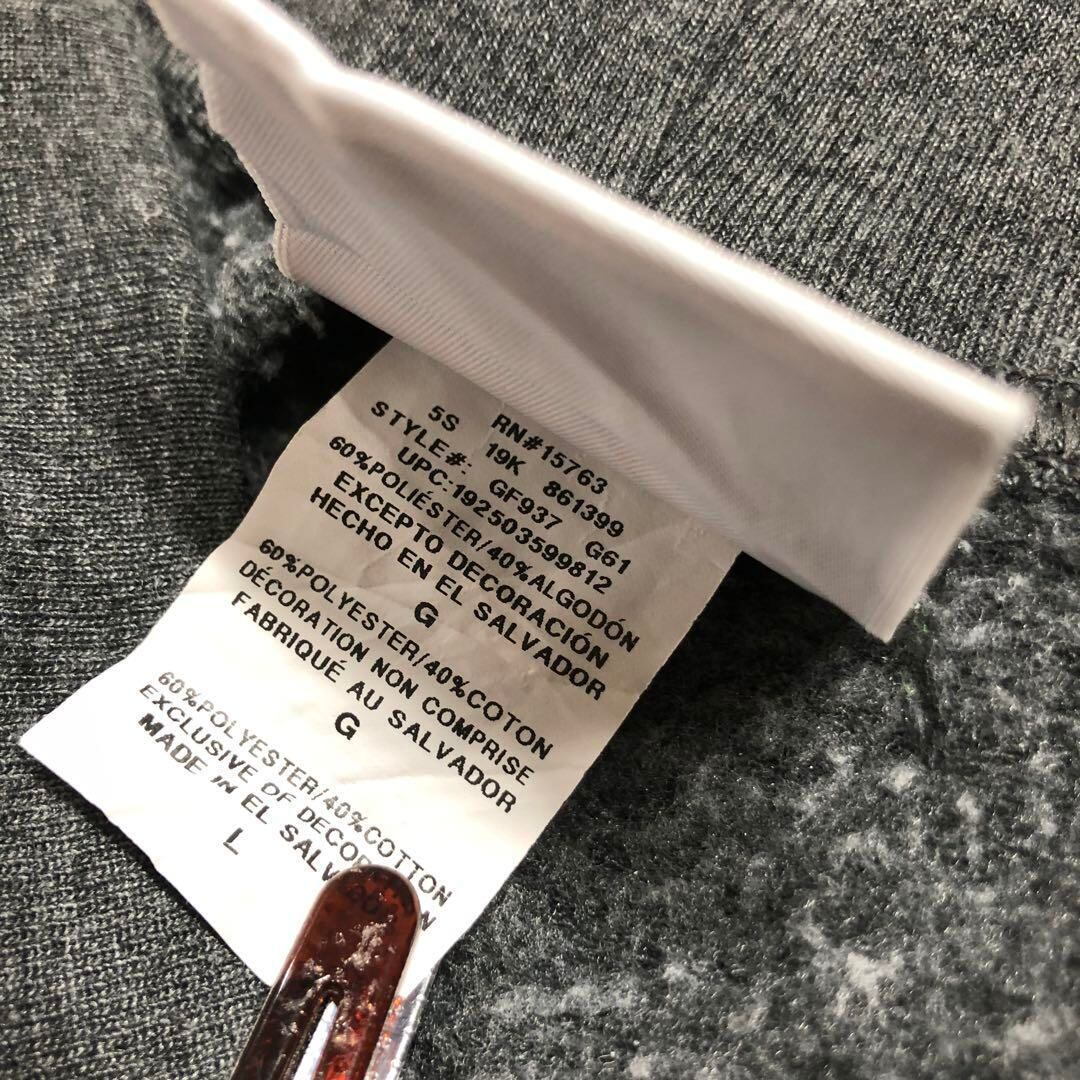 RN#15763
5S 19K 861399
STYLE#: GF937 G61
UPC:192503599812
60%POLIÉSTER/40%ALGODÓN
EXCEPTO DECORACIÓN
HECHO EN EL SALVADOR
G
60%POLYESTER/40%COTON
DÉCORATION NON COMPRISE
FABRIQUÉ AU SALVADOR
G
60%POLYESTER/40%COTTON
EXCLUSIVE OF
MADE IN EL
L